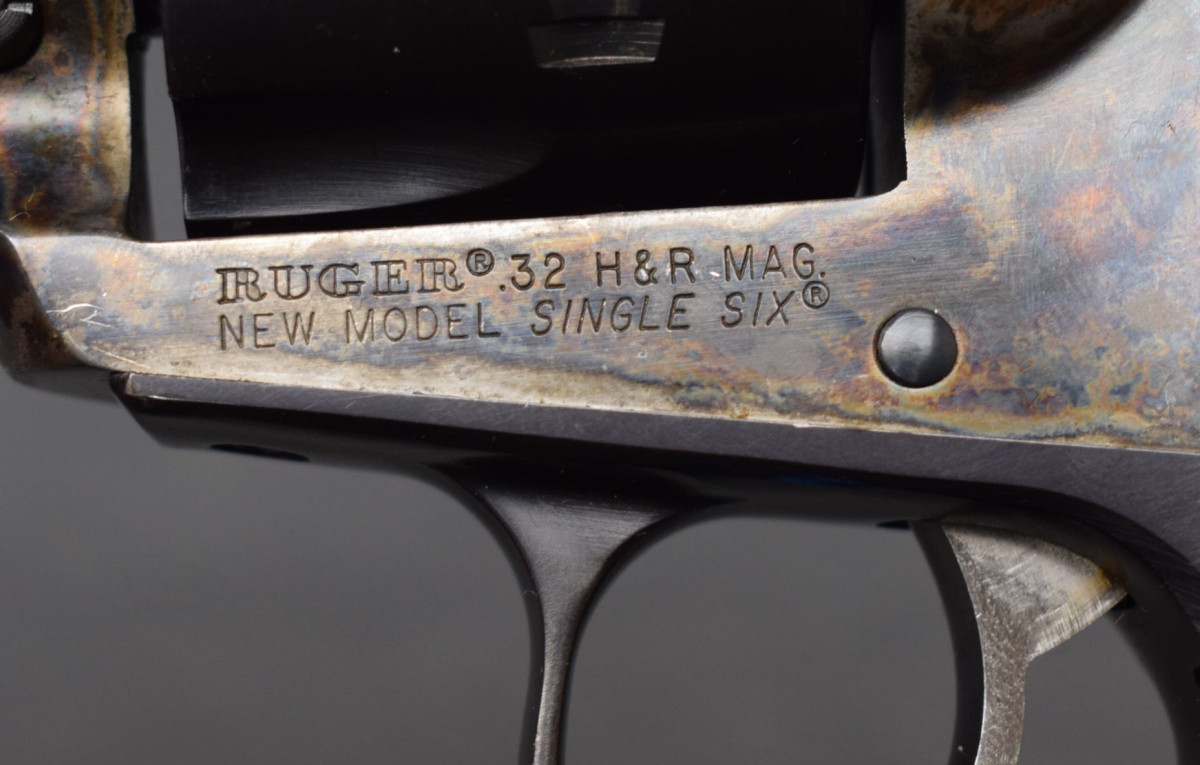 RUGER® .32 H&R MAG.
NEW MODEL SINGLE SIX®